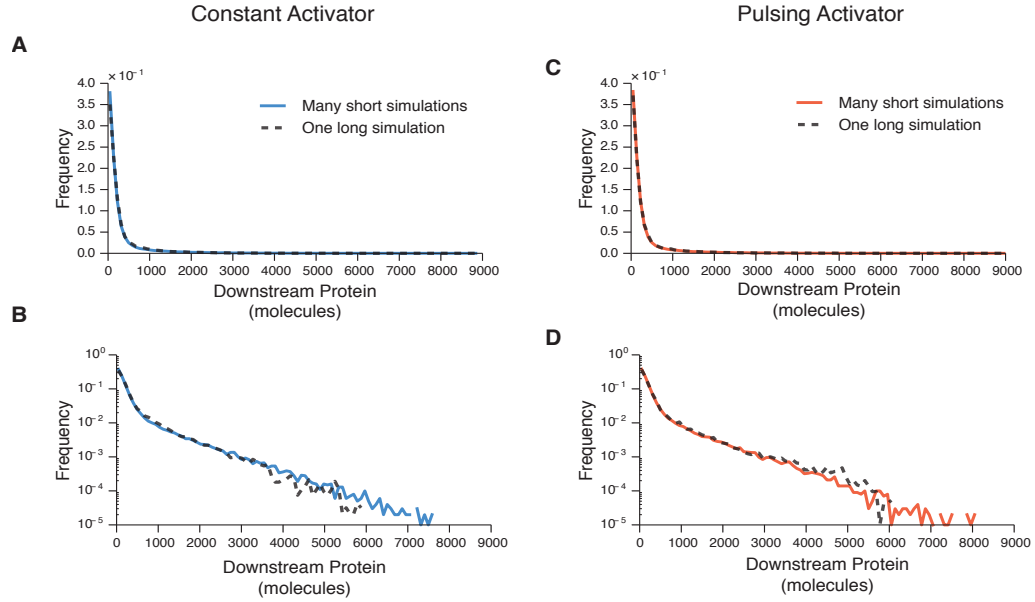 Constant Activator
Pulsing Activator
A
×10⁻¹
4.0
3.5
3.0
2.5
2.0
1.5
1.0
0.5
0.0
Frequency
Many short simulations
One long simulation
0 1000 2000 3000 4000 5000 6000 7000 8000 9000
Downstream Protein
(molecules)
C
×10⁻¹
4.0
3.5
3.0
2.5
2.0
1.5
1.0
0.5
0.0
Frequency
Many short simulations
One long simulation
0 1000 2000 3000 4000 5000 6000 7000 8000 9000
Downstream Protein
(molecules)
B
10⁰
10⁻¹
10⁻²
10⁻³
10⁻⁴
10⁻⁵
Frequency
0 1000 2000 3000 4000 5000 6000 7000 8000 9000
Downstream Protein
(molecules)
D
10⁰
10⁻¹
10⁻²
10⁻³
10⁻⁴
10⁻⁵
Frequency
0 1000 2000 3000 4000 5000 6000 7000 8000 9000
Downstream Protein
(molecules)